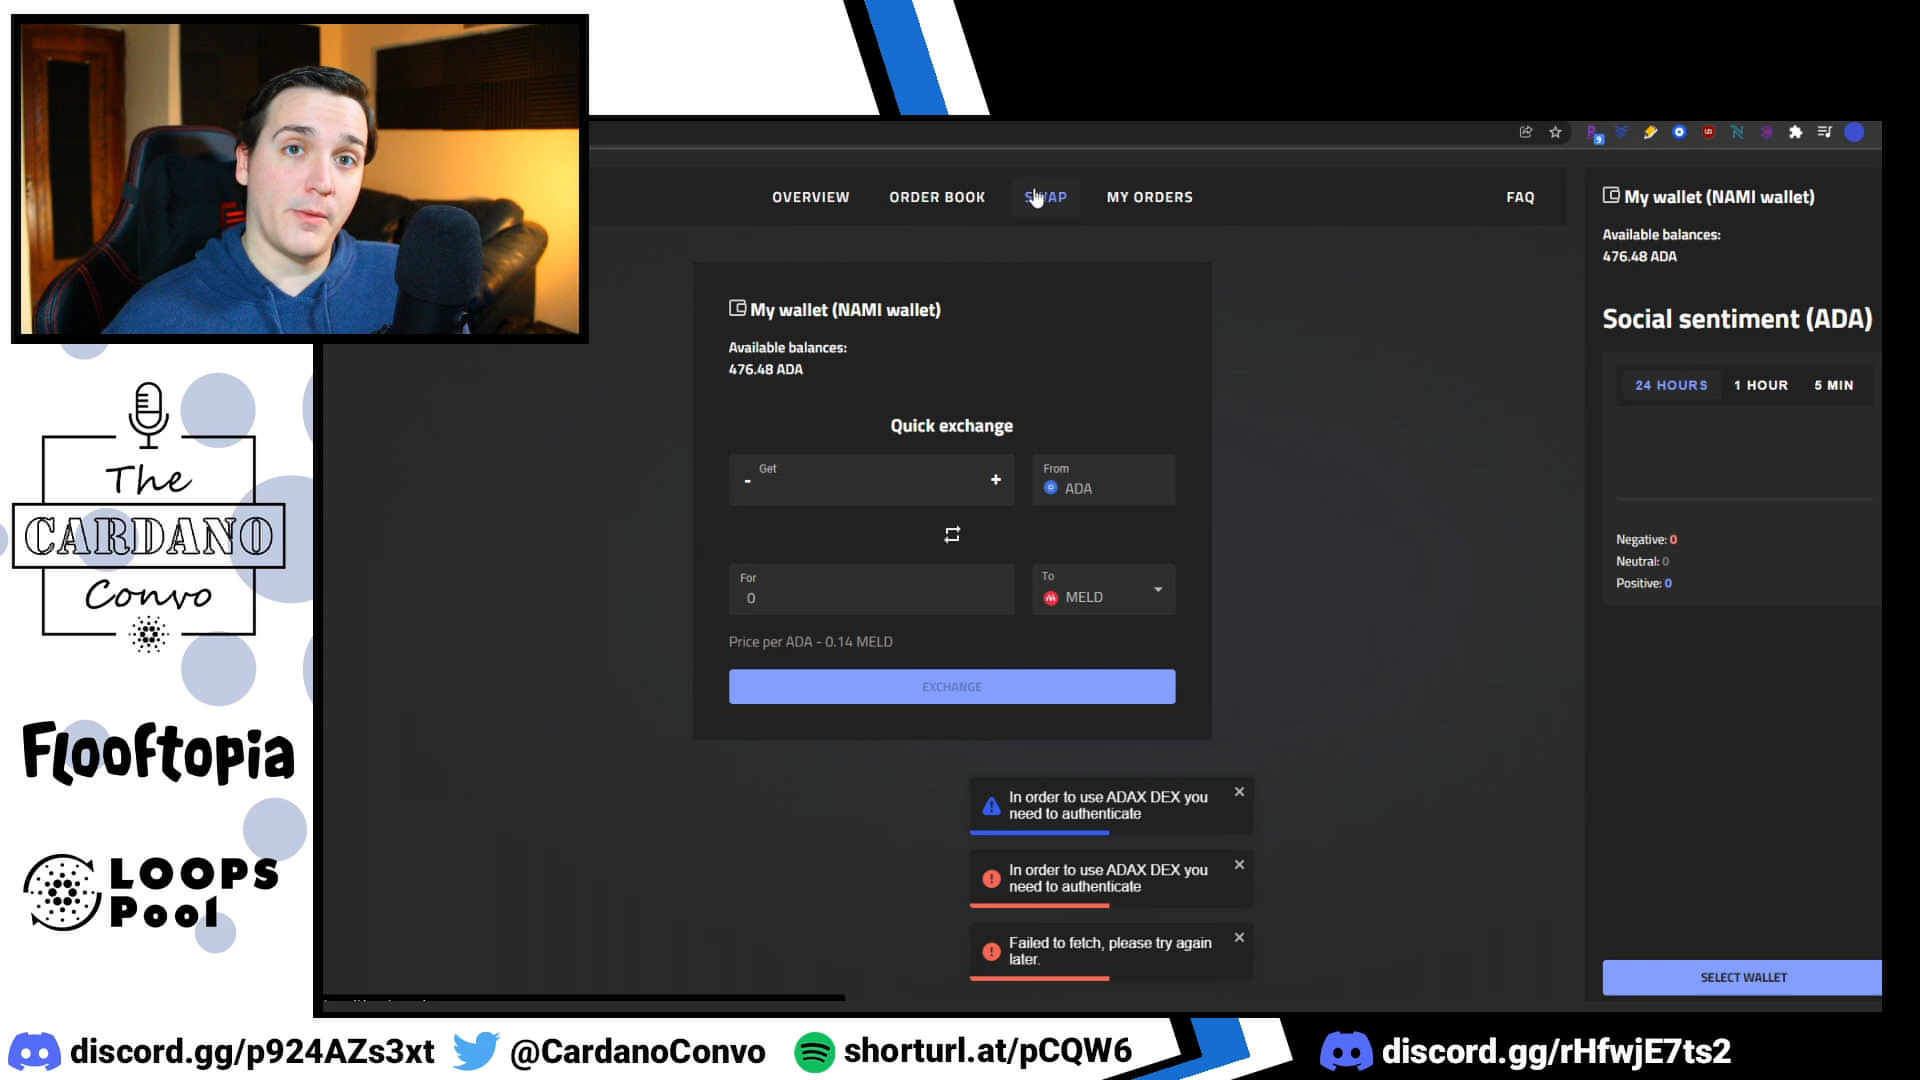 OVERVIEW
ORDER BOOK
SWAP
MY ORDERS
FAQ
My wallet (NAMI wallet)
Available balances:
476.48 ADA
Quick exchange
Get
-
+
From
ADA
For
0
To
MELD
Price per ADA - 0.14 MELD
EXCHANGE
In order to use ADAX DEX you
need to authenticate
In order to use ADAX DEX you
need to authenticate
Failed to fetch, please try again
later.
My wallet (NAMI wallet)
Available balances:
476.48 ADA
Social sentiment (ADA)
24 HOURS
1 HOUR
5 MIN
Negative: 0
Neutral: 0
Positive: 0
SELECT WALLET
The
CARDANO
Convo
Flooftopia
LOOPS
Pool
discord.gg/p924AZs3xt
@CardanoConvo
shorturl.at/pCQW6
discord.gg/rHfwjE7ts2